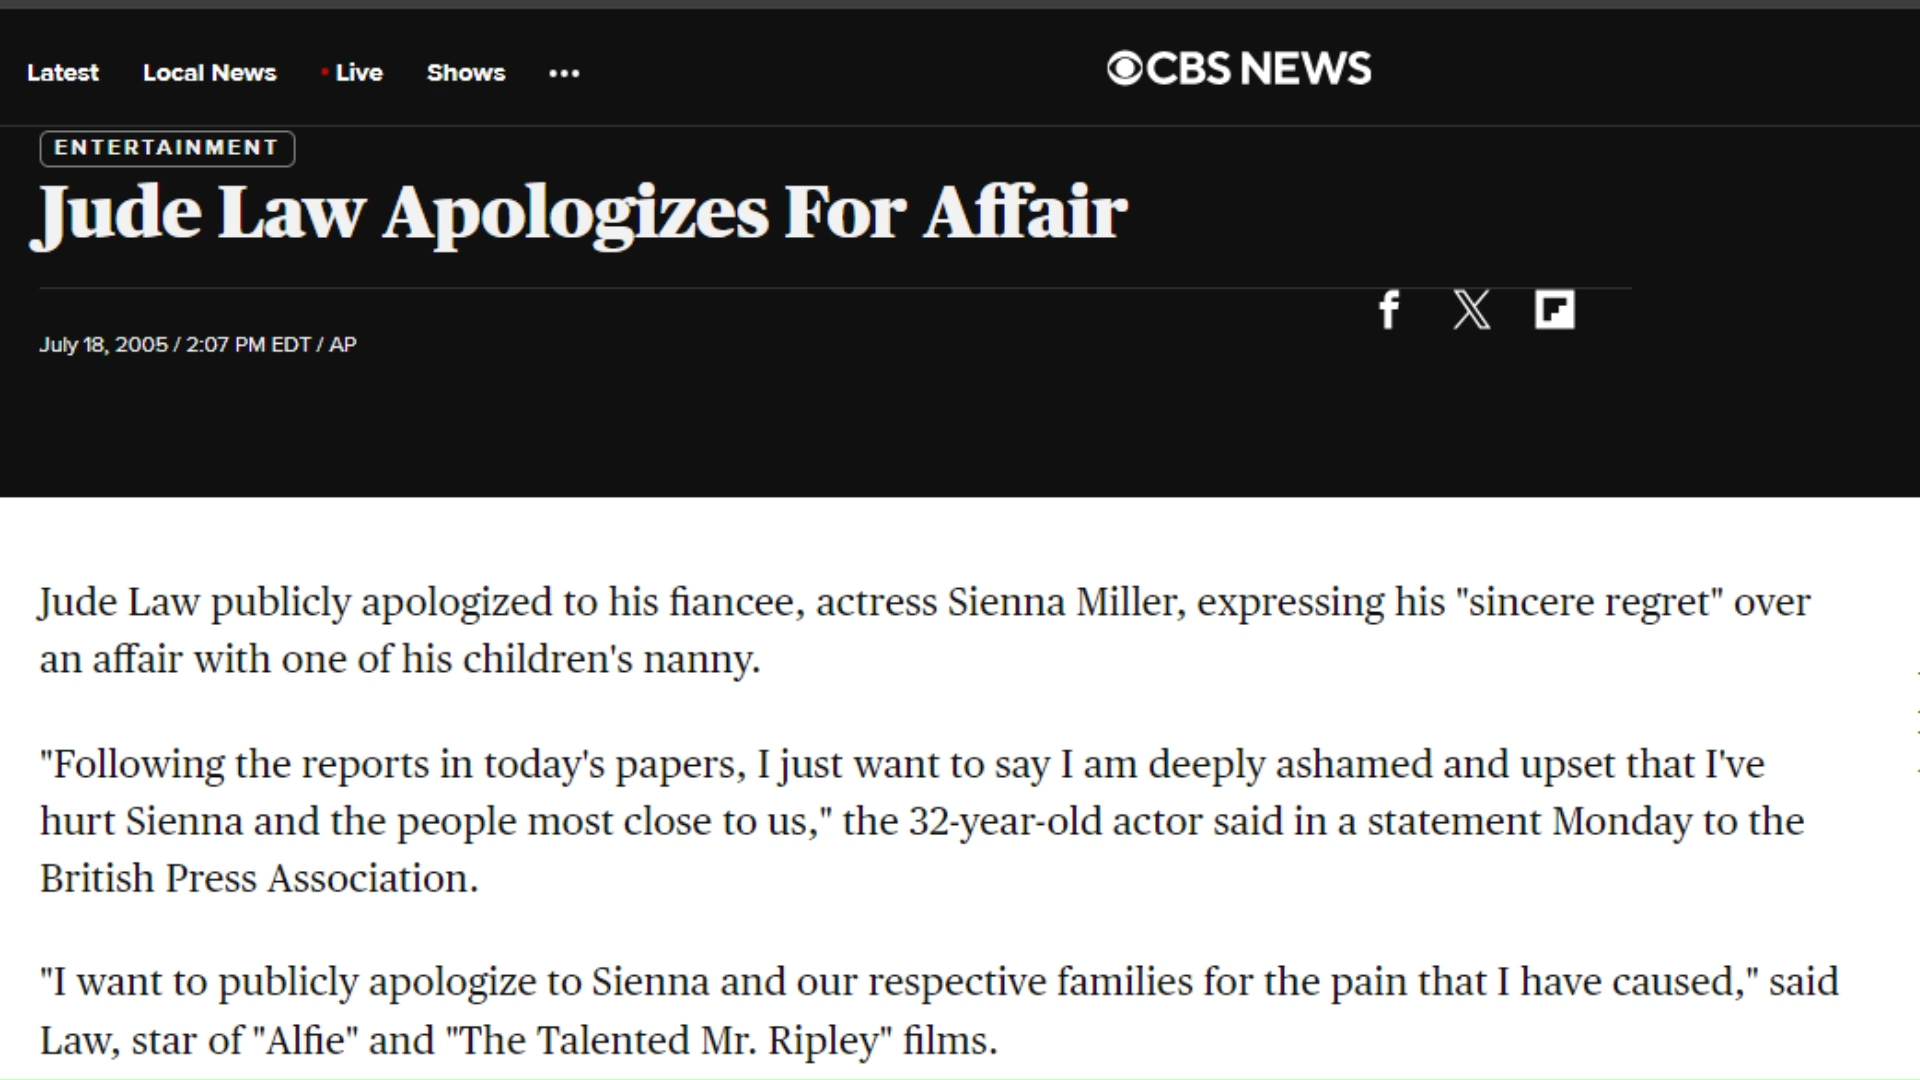 Latest Local News Live Shows ...
CBS NEWS
ENTERTAINMENT
Jude Law Apologizes For Affair
July 18, 2005 / 2:07 PM EDT / AP
Jude Law publicly apologized to his fiancee, actress Sienna Miller, expressing his "sincere regret" over
an affair with one of his children's nanny.
"Following the reports in today's papers, I just want to say I am deeply ashamed and upset that I've
hurt Sienna and the people most close to us," the 32-year-old actor said in a statement Monday to the
British Press Association.
"I want to publicly apologize to Sienna and our respective families for the pain that I have caused," said
Law, star of "Alfie" and "The Talented Mr. Ripley" films.